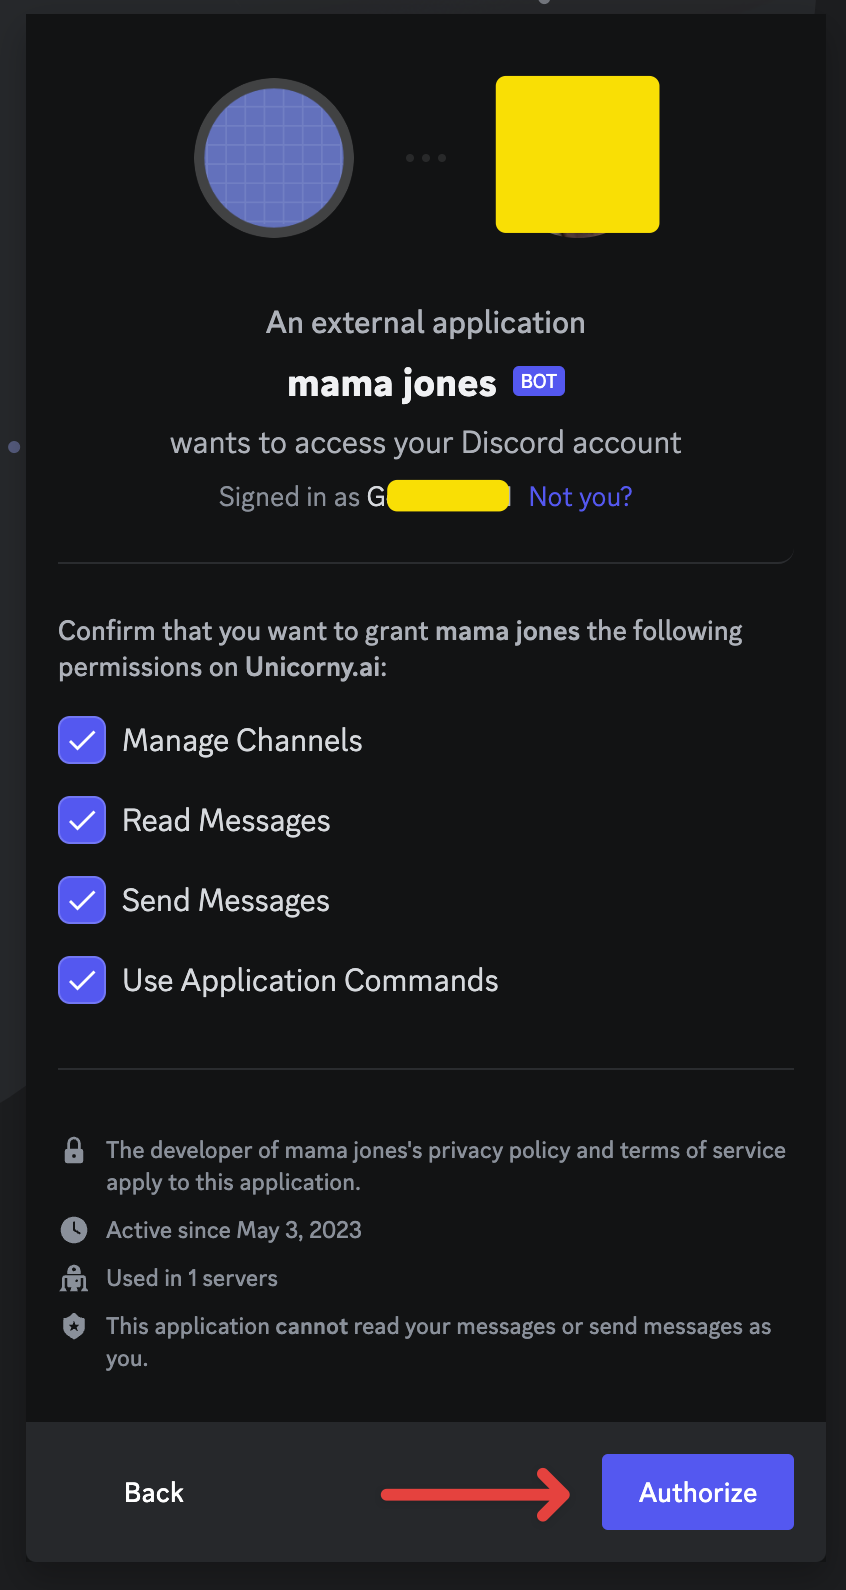 An external application
mama jones BOT
wants to access your Discord account
Signed in as G Not you?
Confirm that you want to grant mama jones the following
permissions on Unicorny.ai:
Manage Channels
Read Messages
Send Messages
Use Application Commands
The developer of mama jones's privacy policy and terms of service
apply to this application.
Active since May 3, 2023
Used in 1 servers
This application cannot read your messages or send messages as
you.
Back
Authorize